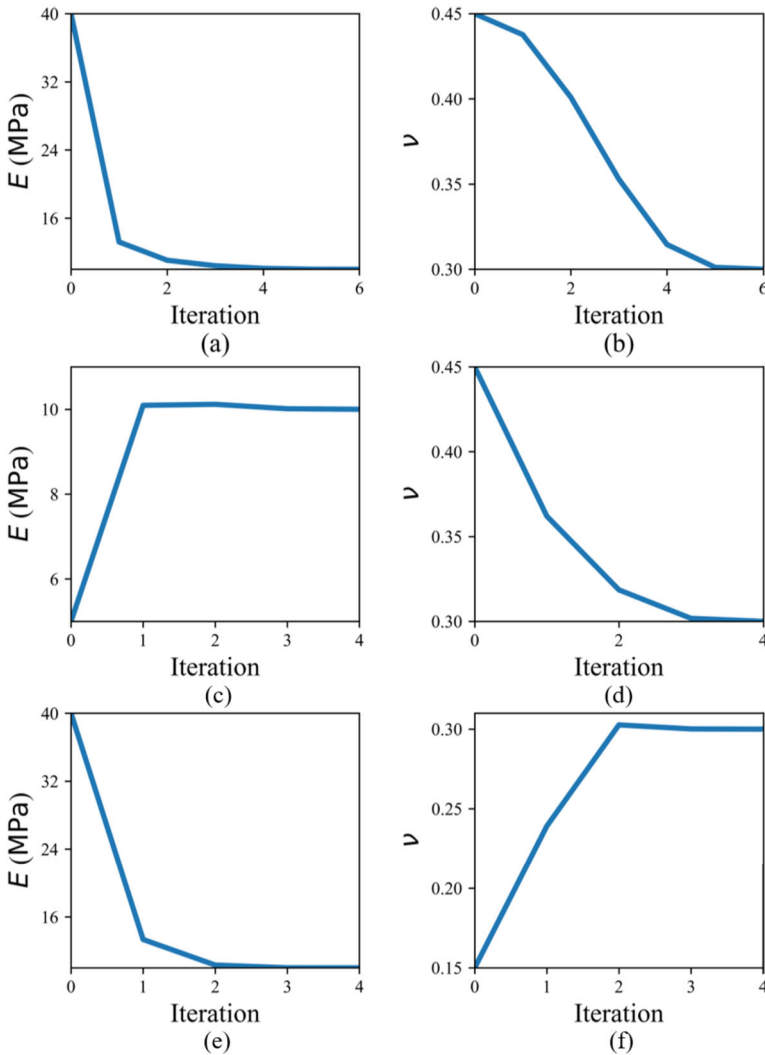 E (MPa)
40
32
24
16
0 2 4 6
Iteration
(a)
ν
0.45
0.40
0.35
0.30
0 2 4 6
Iteration
(b)
E (MPa)
10
8
6
0 1 2 3 4
Iteration
(c)
ν
0.45
0.40
0.35
0.30
0 2 4
Iteration
(d)
E (MPa)
40
32
24
16
0 1 2 3 4
Iteration
(e)
ν
0.30
0.25
0.20
0.15
0 1 2 3 4
Iteration
(f)